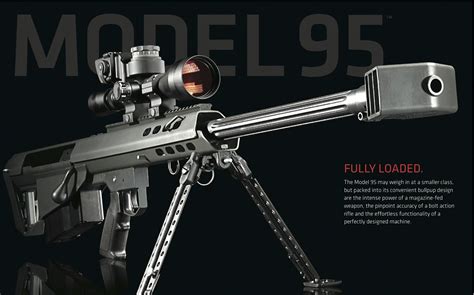 MODEL 95™
FULLY LOADED.
The Model 95 may weigh in at a smaller class,
but packed into its convenient bullpup design
are the intense power of a magazine-fed
weapon, the pinpoint accuracy of a bolt action
rifle and the effortless functionality of a
perfectly designed machine.